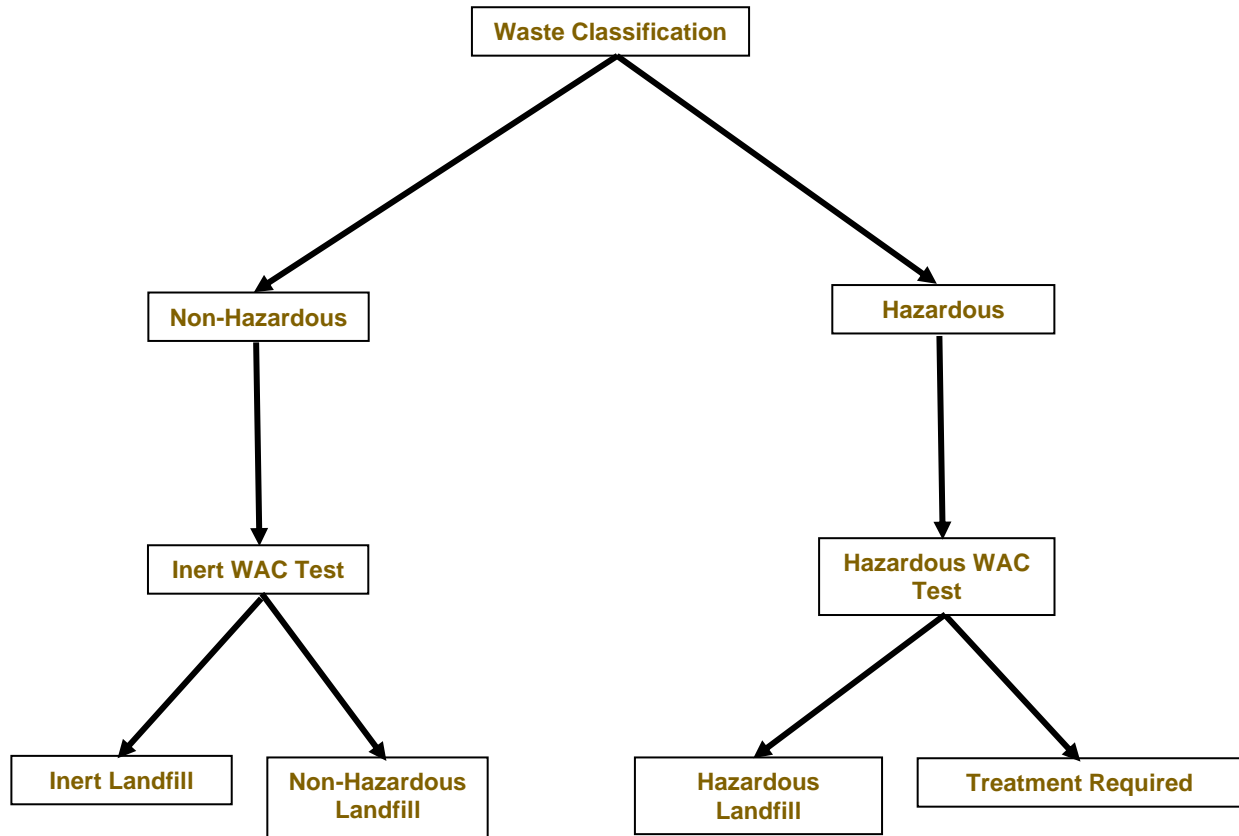 Waste Classification
Non-Hazardous
Hazardous
Inert WAC Test
Hazardous WAC
Test
Inert Landfill
Non-Hazardous
Landfill
Hazardous
Landfill
Treatment Required